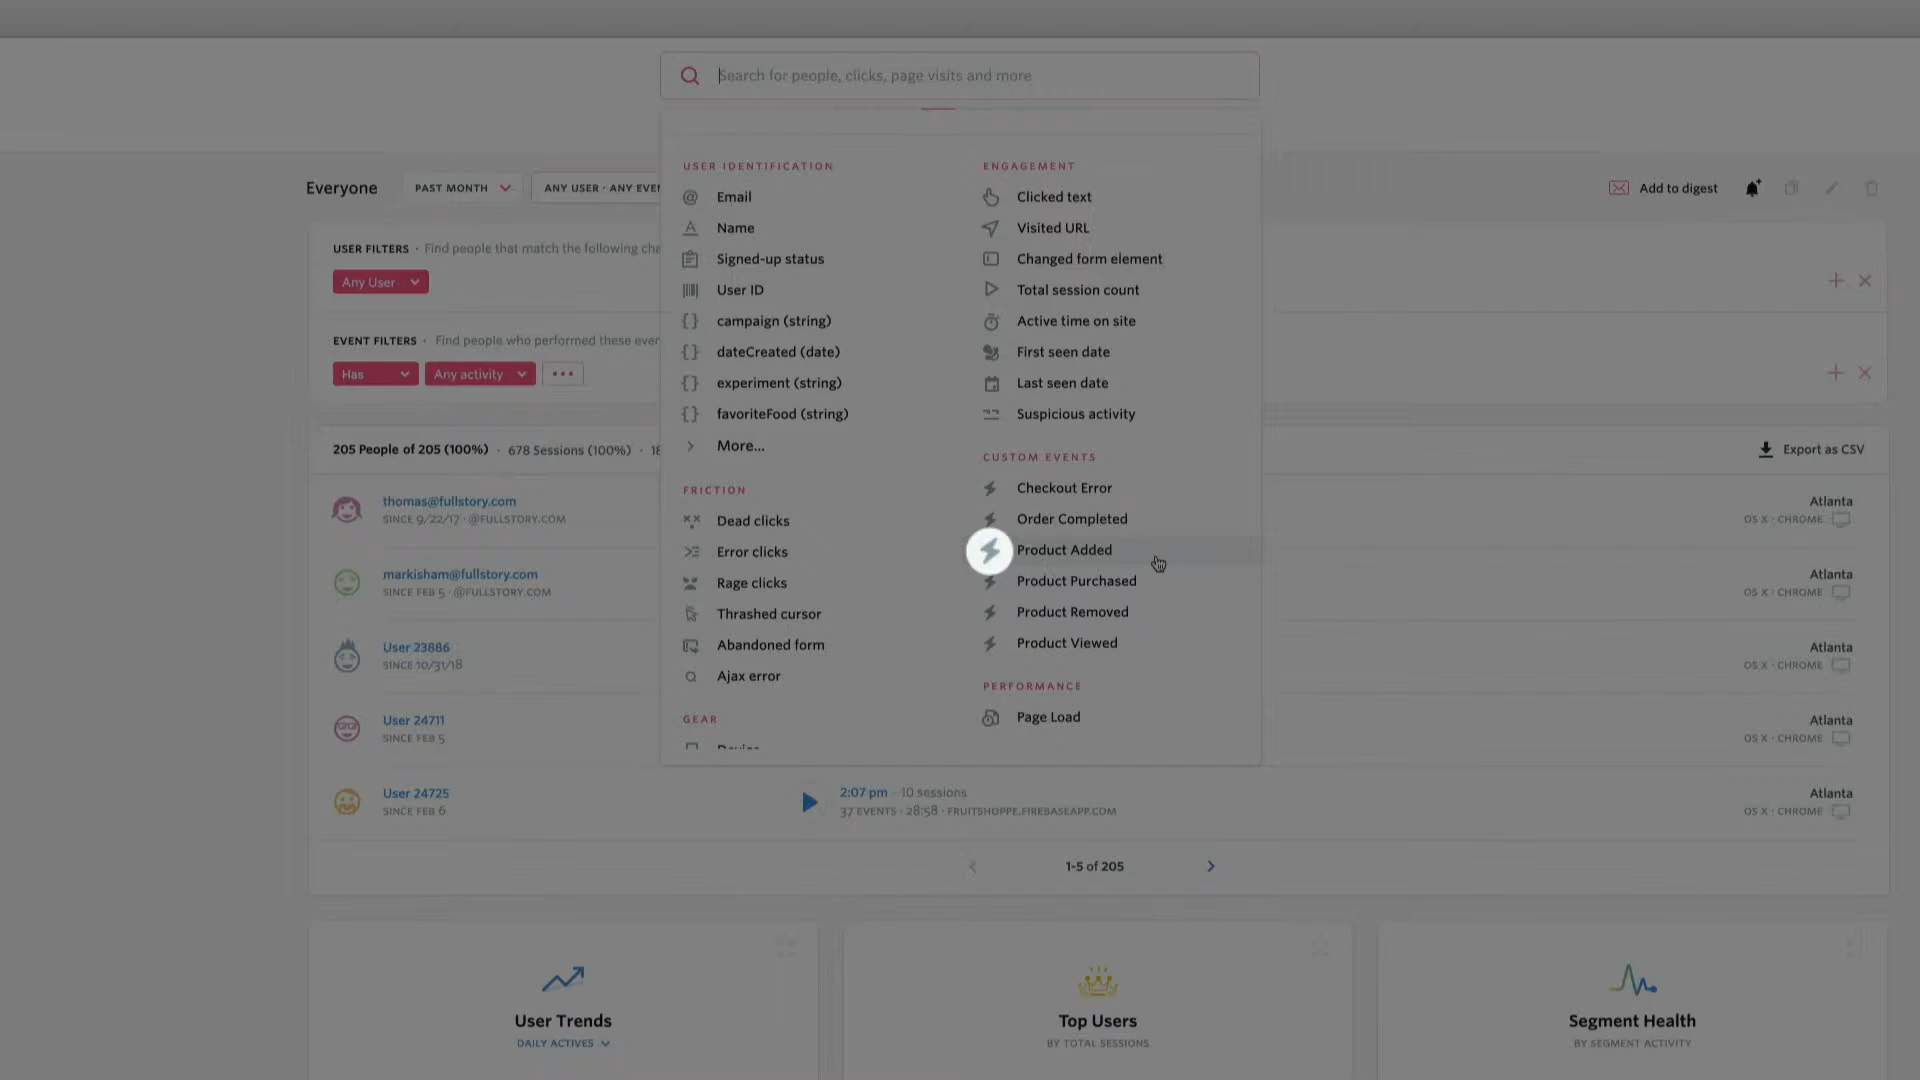 Search for people, clicks, page visits and more
Everyone
PAST MONTH
ANY USER · ANY EVE
Add to digest
USER FILTERS · Find people that match the following cha
Any User
EVENT FILTERS · Find people who performed these ever
Has
Any activity
USER IDENTIFICATION
Email
Name
Signed-up status
User ID
campaign (string)
dateCreated (date)
experiment (string)
favoriteFood (string)
More...
FRICTION
Dead clicks
Error clicks
Rage clicks
Thrashed cursor
Abandoned form
Ajax error
GEAR
ENGAGEMENT
Clicked text
Visited URL
Changed form element
Total session count
Active time on site
First seen date
Last seen date
Suspicious activity
CUSTOM EVENTS
Checkout Error
Order Completed
Product Added
Product Purchased
Product Removed
Product Viewed
PERFORMANCE
Page Load
205 People of 205 (100%) · 678 Sessions (100%) · 18
Export as CSV
thomas@fullstory.com
SINCE 9/22/17 · @FULLSTORY.COM
Atlanta
OS X · CHROME
markisham@fullstory.com
SINCE FEB 5 · @FULLSTORY.COM
Atlanta
OS X · CHROME
User 23886
SINCE 10/31/18
Atlanta
OS X · CHROME
User 24711
SINCE FEB 5
Atlanta
OS X · CHROME
User 24725
SINCE FEB 6
2:07 pm · 10 sessions
37 EVENTS · 28:58 · FRUITSHOPPE.FIREBASEAPP.COM
Atlanta
OS X · CHROME
1-5 of 205
User Trends
DAILY ACTIVES
Top Users
BY TOTAL SESSIONS
Segment Health
BY SEGMENT ACTIVITY